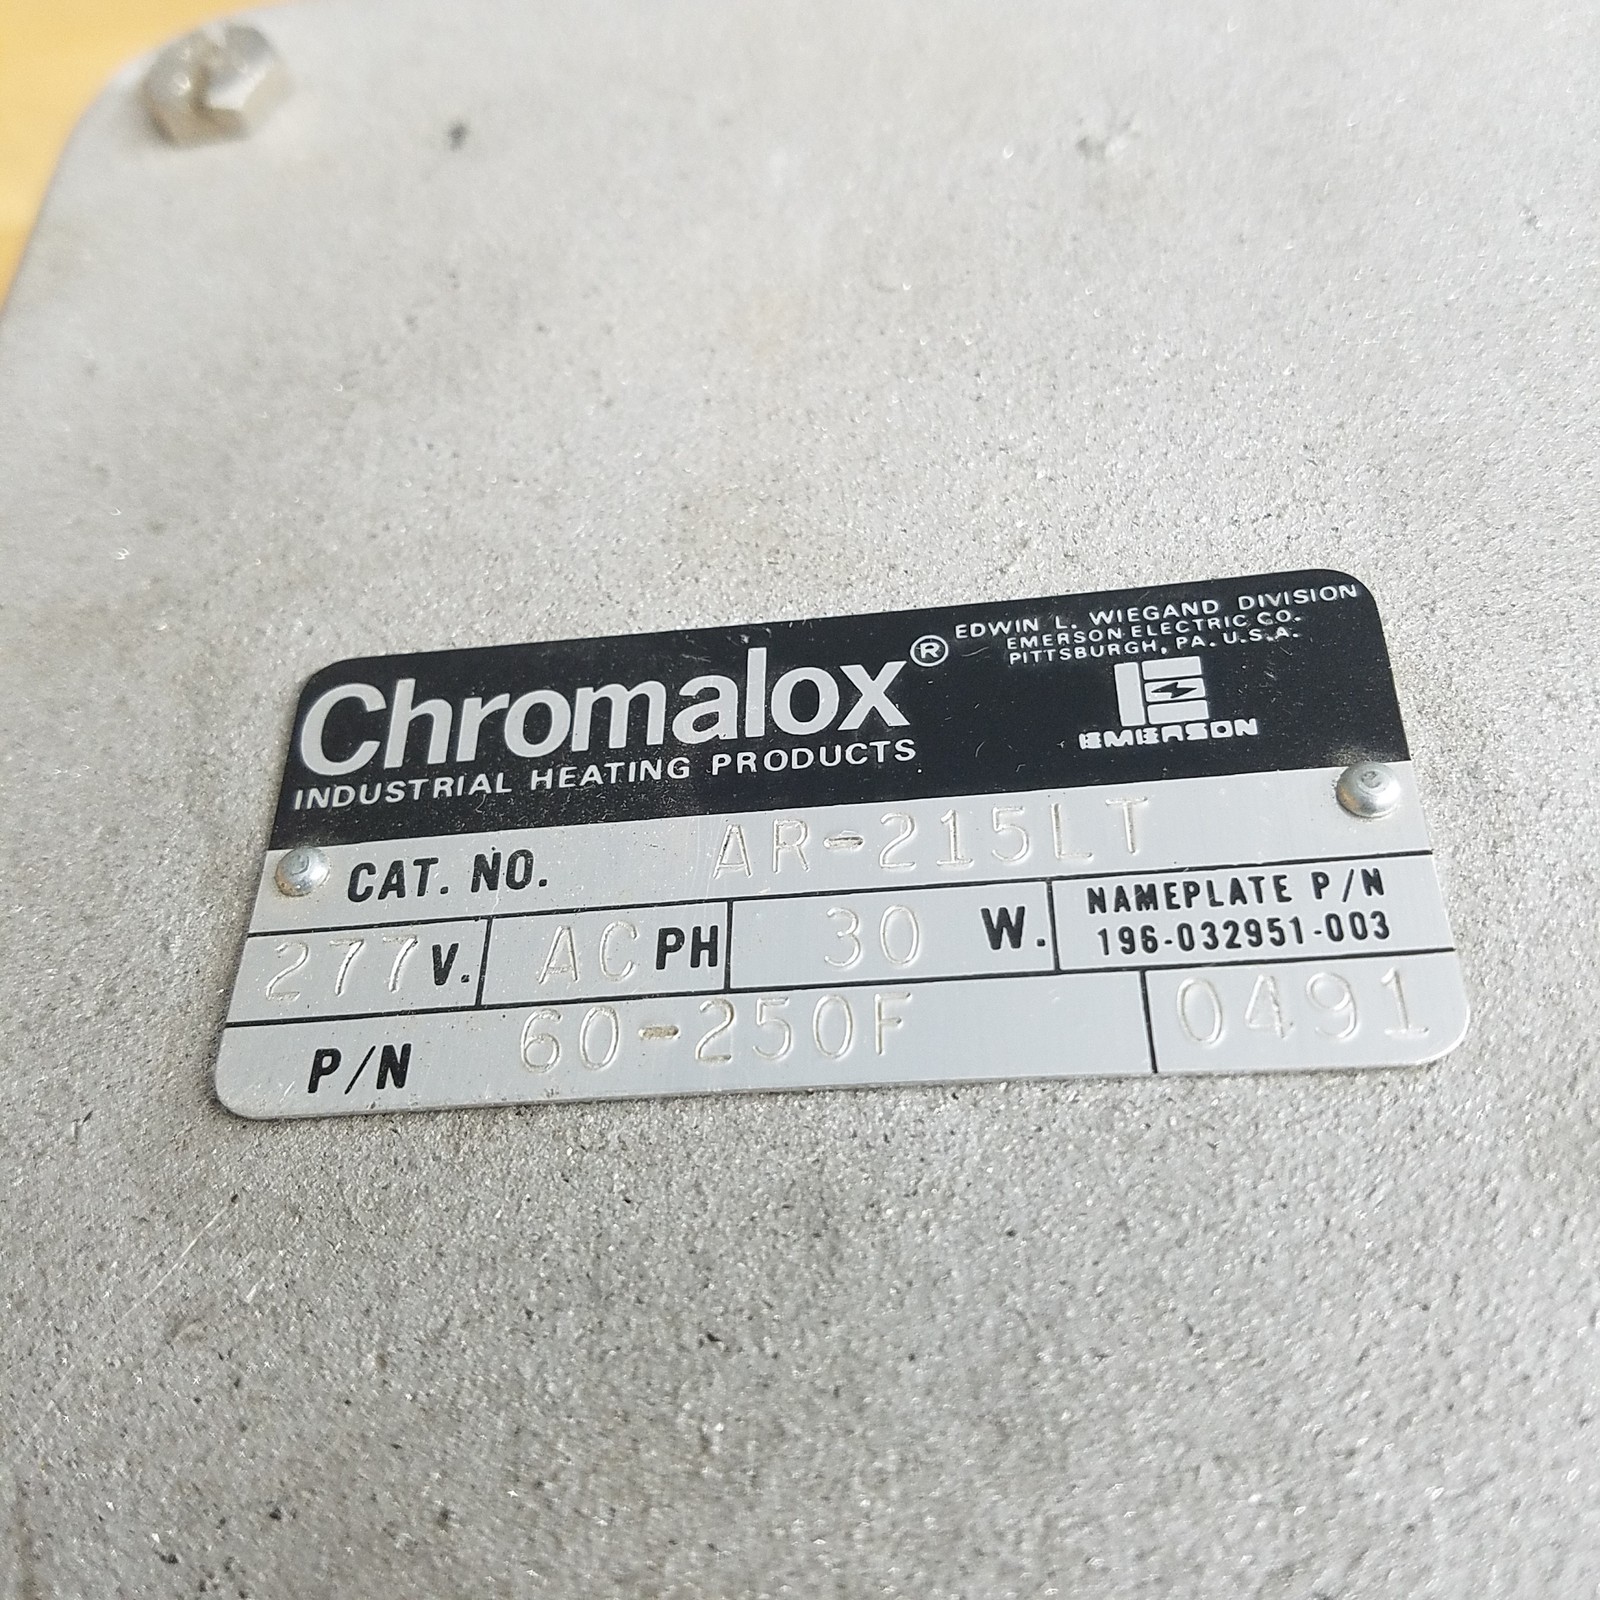 Chromalox®
INDUSTRIAL HEATING PRODUCTS
EDWIN L. WIEGAND DIVISION
EMERSON ELECTRIC CO.
PITTSBURGH, PA. U.S.A.
EMERSON
CAT. NO. AR-215LT
277 V. AC PH 30 W.
NAMEPLATE P/N
196-032951-003
P/N 60-250F 0491